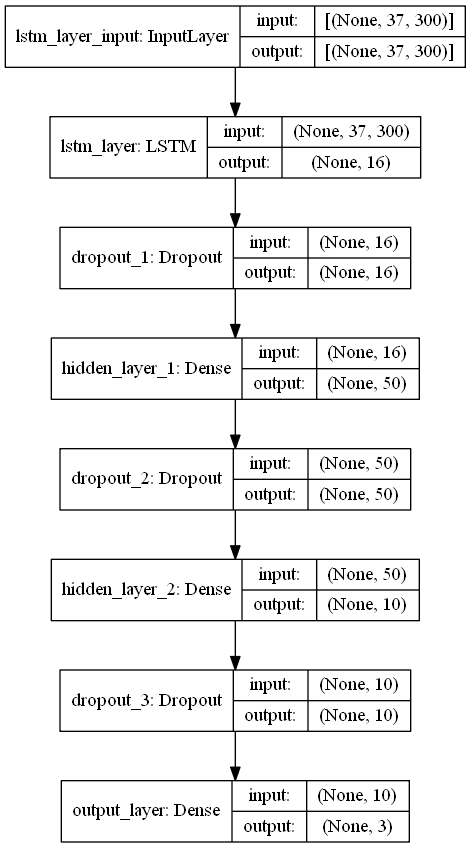 lstm_layer_input: InputLayer
input: [(None, 37, 300)]
output: [(None, 37, 300)]
lstm_layer: LSTM
input: (None, 37, 300)
output: (None, 16)
dropout_1: Dropout
input: (None, 16)
output: (None, 16)
hidden_layer_1: Dense
input: (None, 16)
output: (None, 50)
dropout_2: Dropout
input: (None, 50)
output: (None, 50)
hidden_layer_2: Dense
input: (None, 50)
output: (None, 10)
dropout_3: Dropout
input: (None, 10)
output: (None, 10)
output_layer: Dense
input: (None, 10)
output: (None, 3)